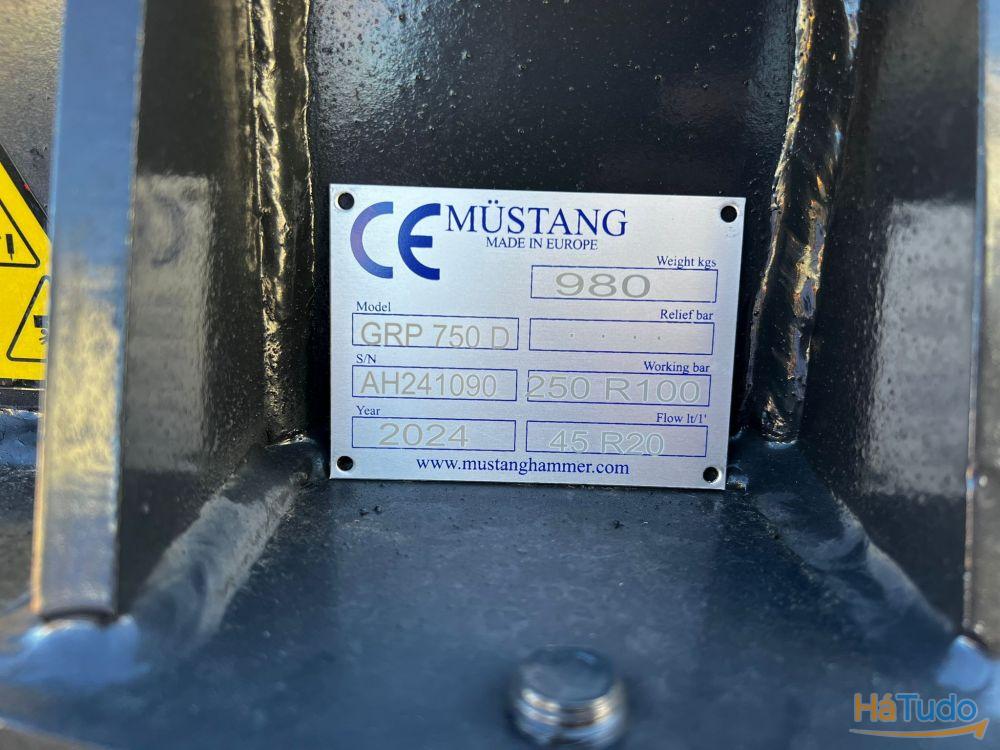 CE MÜSTANG
MADE IN EUROPE
Weight kgs
980
Model
GRP 750 D
Relief bar
. . . .
S/N
AH241090
Working bar
250 R100
Year
2024
Flow lt/1'
45 R20
www.mustanghammer.com
HáTudo